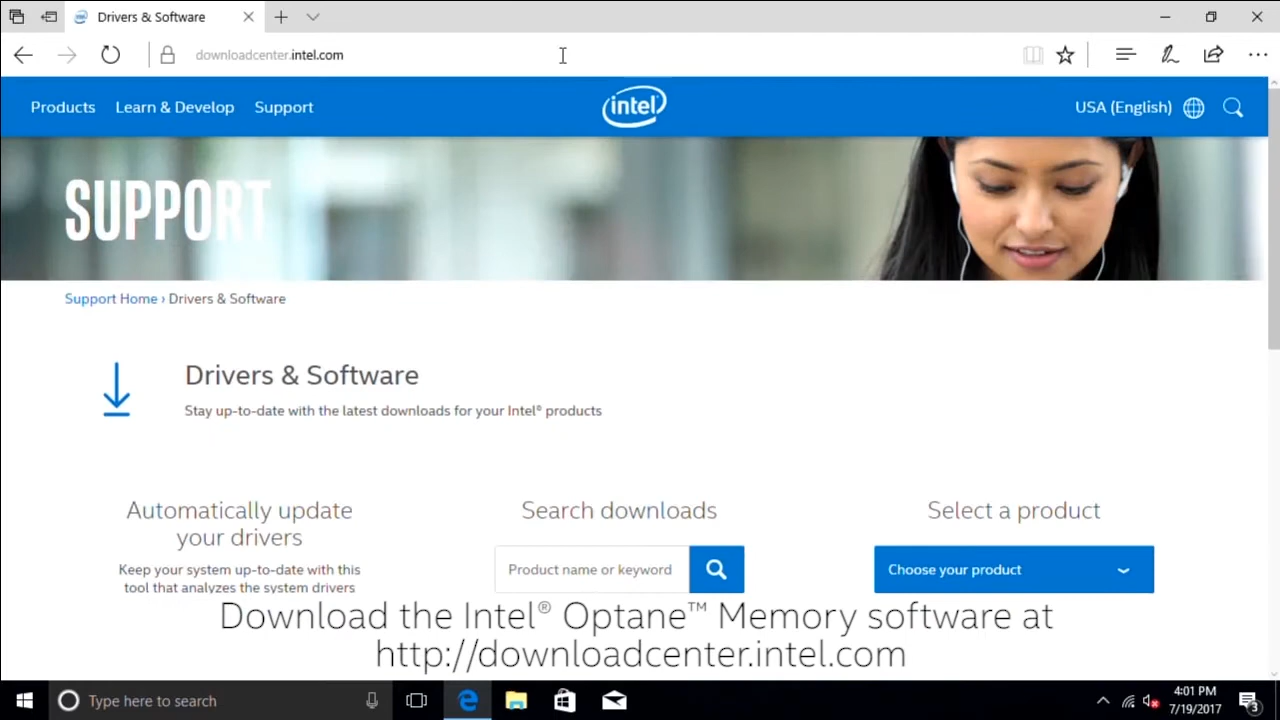 Drivers & Software
downloadcenter.intel.com
Products Learn & Develop Support
intel
USA (English)
SUPPORT
Support Home › Drivers & Software
Drivers & Software
Stay up-to-date with the latest downloads for your Intel® products
Automatically update
your drivers
Keep your system up-to-date with this
tool that analyzes the system drivers
Search downloads
Product name or keyword
Select a product
Choose your product
Download the Intel® Optane™ Memory software at
http://downloadcenter.intel.com
Type here to search
4:01 PM
7/19/2017
3